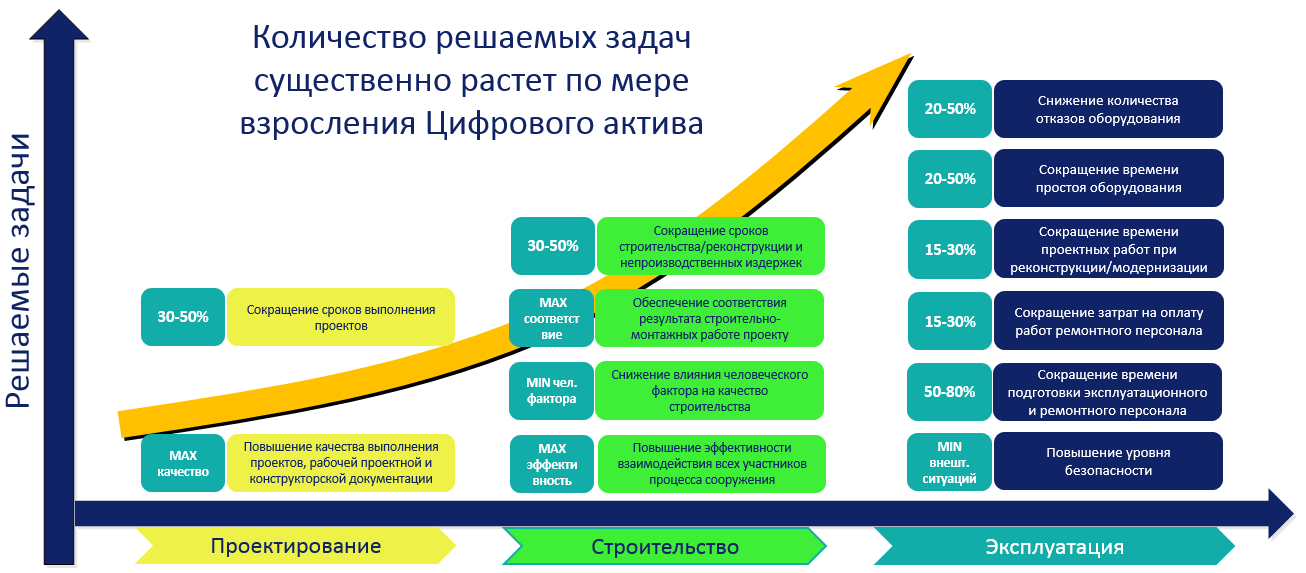 Количество решаемых задач
существенно растет по мере
взросления Цифрового актива
Решаемые задачи
30-50%
Сокращение сроков выполнения
проектов
MAX
качество
Повышение качества выполнения
проектов, рабочей проектной и
конструкторской документации
30-50%
Сокращение сроков
строительства/реконструкции и
непроизводственных издержек
MAX
соответст
вие
Обеспечение соответствия
результата строительно-
монтажных работе проекту
MIN чел.
фактора
Снижение влияния человеческого
фактора на качество
строительства
MAX
эффекти
вность
Повышение эффективности
взаимодействия всех участников
процесса сооружения
20-50%
Снижение количества
отказов оборудования
20-50%
Сокращение времени
простоя оборудования
15-30%
Сокращение времени
проектных работ при
реконструкции/модернизации
15-30%
Сокращение затрат на оплату
работ ремонтного персонала
50-80%
Сокращение времени
подготовки эксплуатационного
и ремонтного персонала
MIN
внешт.
ситуаций
Повышение уровня
безопасности
Проектирование
Строительство
Эксплуатация